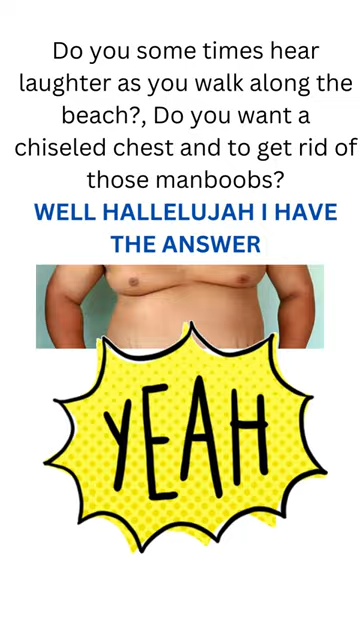 Do you some times hear
laughter as you walk along the
beach?, Do you want a
chiseled chest and to get rid of
those manboobs?
WELL HALLELUJAH I HAVE
THE ANSWER
YEAH